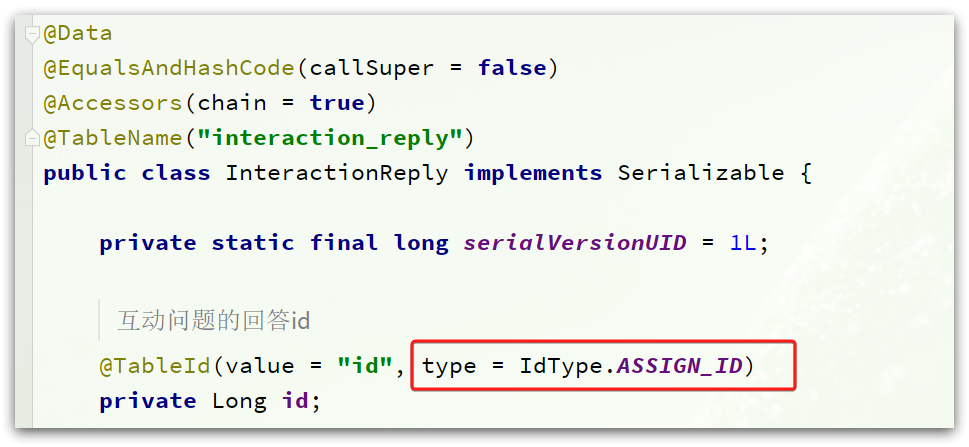 @Data
@EqualsAndHashCode(callSuper = false)
@Accessors(chain = true)
@TableName("interaction_reply")
public class InteractionReply implements Serializable {
private static final long serialVersionUID = 1L;
互动问题的回答id
@TableId(value = "id", type = IdType.ASSIGN_ID)
private Long id;